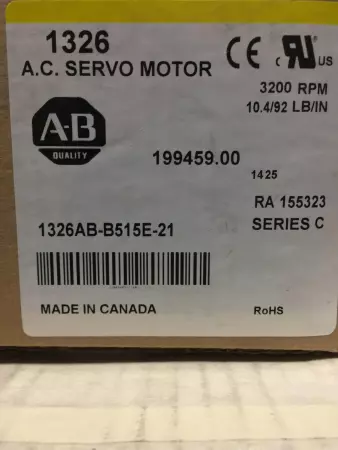 1326
A.C. SERVO MOTOR
CE
c RU US
3200 RPM
10.4/92 LB/IN
A-B
QUALITY
199459.00
1425
RA 155323
1326AB-B515E-21
SERIES C
MADE IN CANADA
RoHS